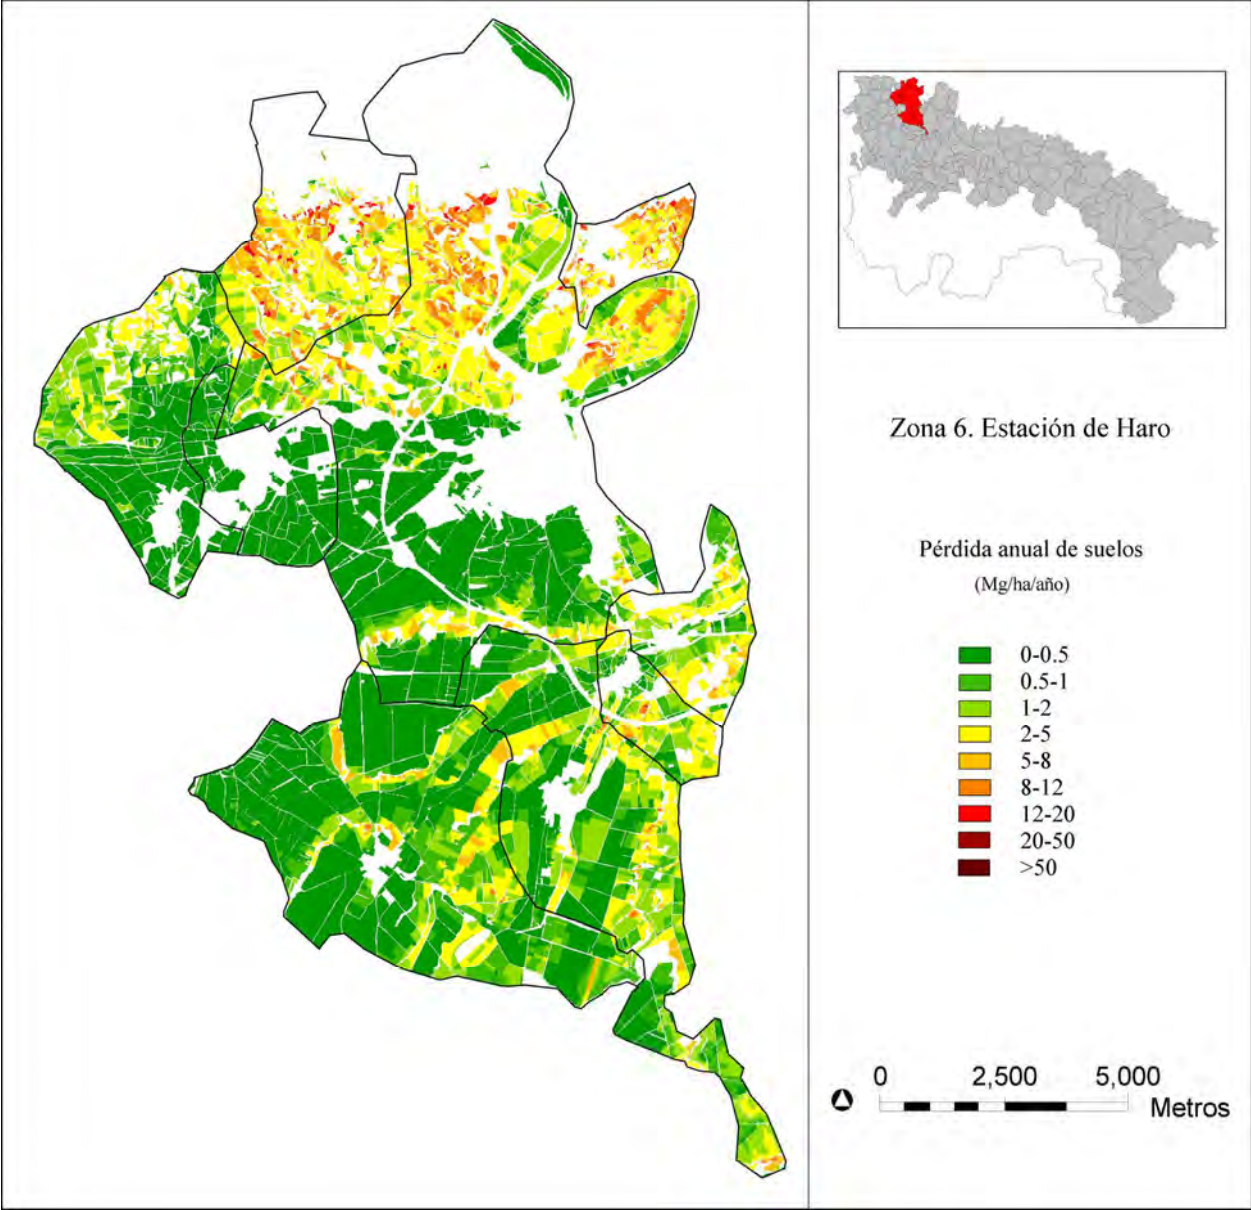 Zona 6. Estación de Haro
Pérdida anual de suelos
(Mg/ha/año)
0-0.5
0.5-1
1-2
2-5
5-8
8-12
12-20
20-50
>50
0 2,500 5,000
Metros